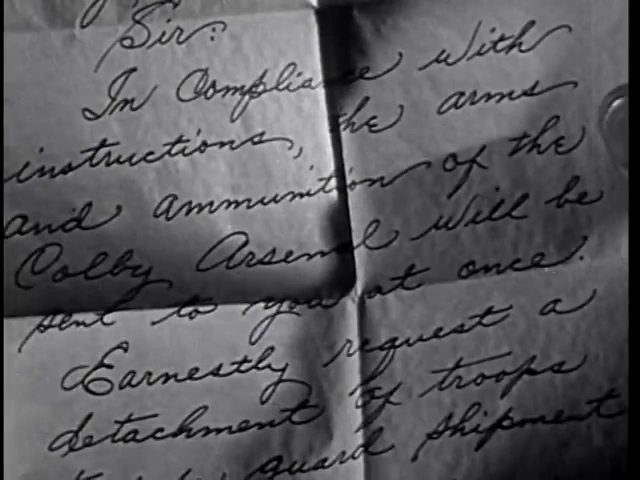 Sir:
In Compliance with
instructions, the arms
and ammunition of the
Colby Arsenal will be
sent to you at once.
Earnestly request a
detachment of troops
guard shipment